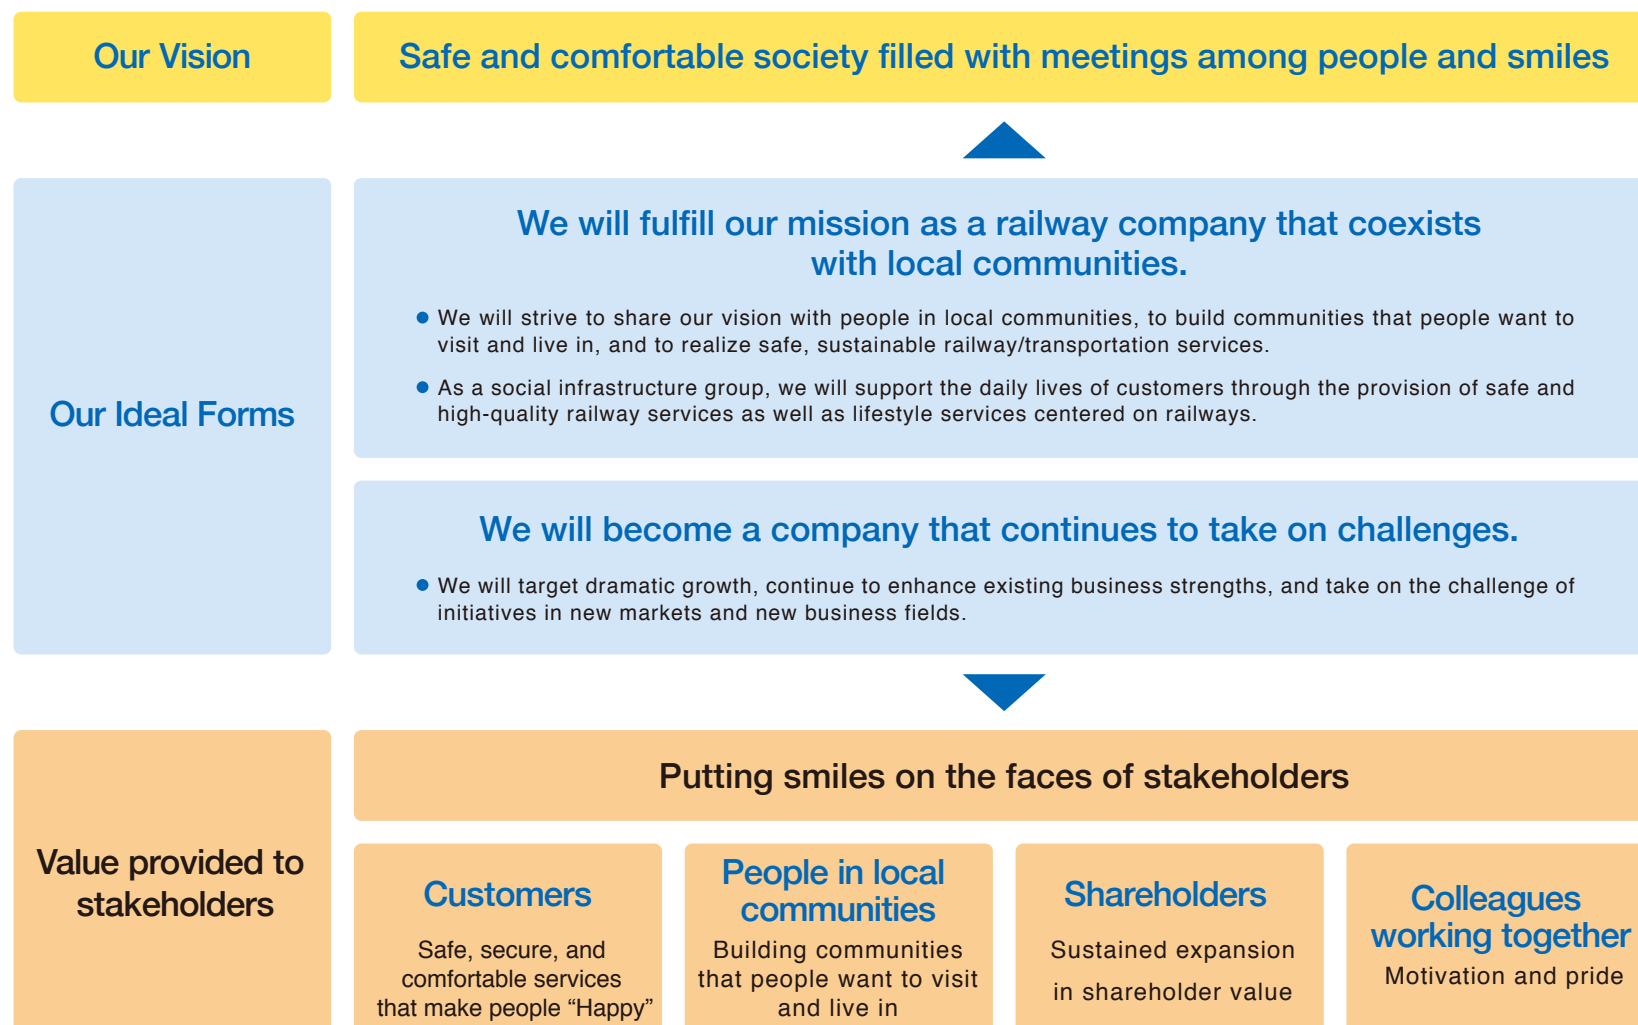 Our Vision
Safe and comfortable society filled with meetings among people and smiles
Our Ideal Forms
We will fulfill our mission as a railway company that coexists
with local communities.
● We will strive to share our vision with people in local communities, to build communities that people want to
visit and live in, and to realize safe, sustainable railway/transportation services.
● As a social infrastructure group, we will support the daily lives of customers through the provision of safe and
high-quality railway services as well as lifestyle services centered on railways.
We will become a company that continues to take on challenges.
● We will target dramatic growth, continue to enhance existing business strengths, and take on the challenge of
initiatives in new markets and new business fields.
Value provided to
stakeholders
Putting smiles on the faces of stakeholders
Customers
Safe, secure, and
comfortable services
that make people “Happy”
People in local
communities
Building communities
that people want to visit
and live in
Shareholders
Sustained expansion
in shareholder value
Colleagues
working together
Motivation and pride